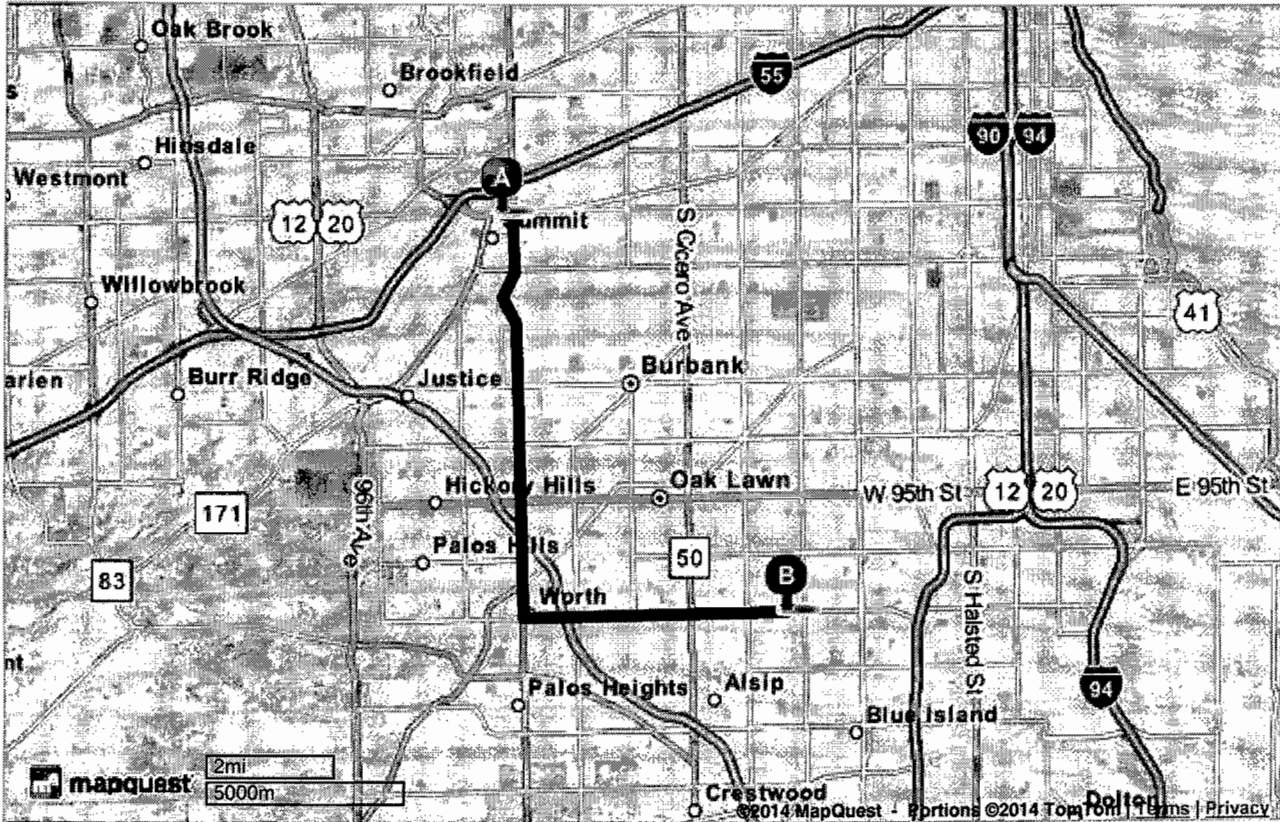 Oak Brook
Brookfield
55
90 94
Hinsdale
Westmont
A
12 20
Summit
S Cicero Ave
Willowbrook
41
Burbank
Burr Ridge
Justice
Hickory Hills
Oak Lawn
W 95th St
12 20
E 95th St
171
96th Ave
Palos Hills
50
B
83
Worth
S Halsted St
94
Palos Heights
Alsip
Blue Island
mapquest
2mi
5000m
Crestwood
Dolton
©2014 MapQuest - Portions ©2014 TomTom | Terms | Privacy